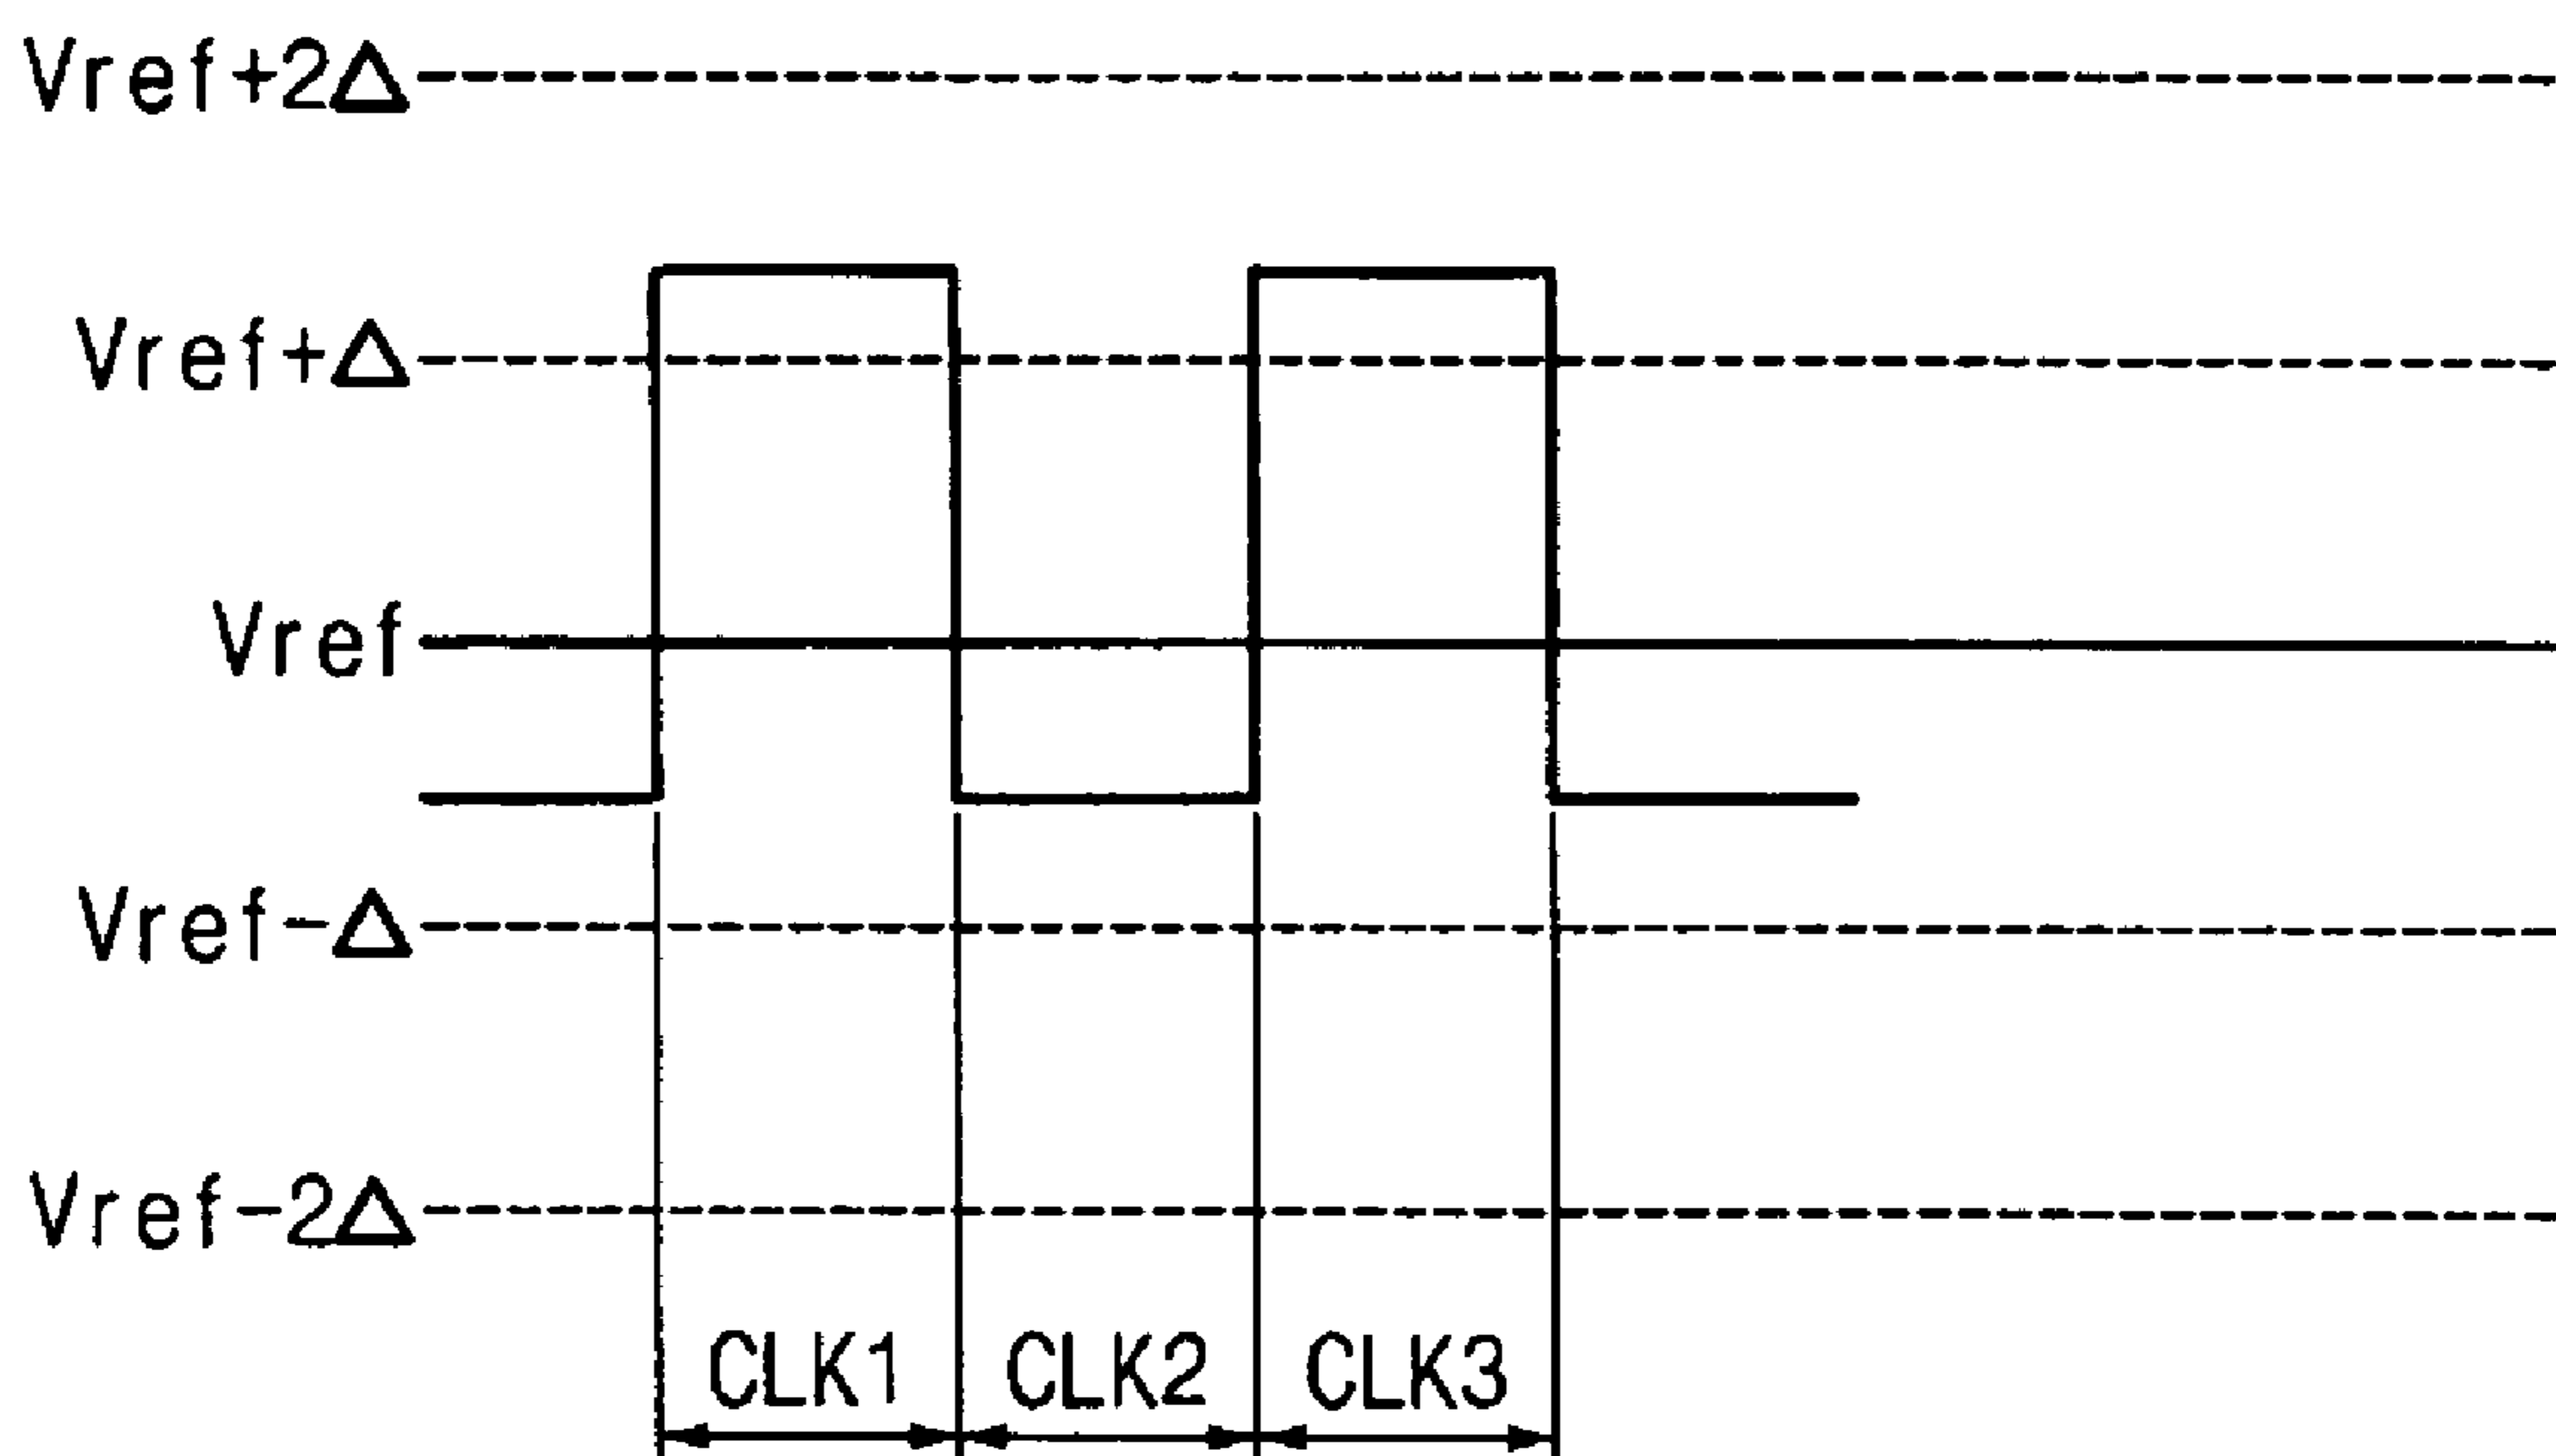 Vref+2Δ
Vref+Δ
Vref
Vref-Δ
Vref-2Δ
CLK1 CLK2 CLK3